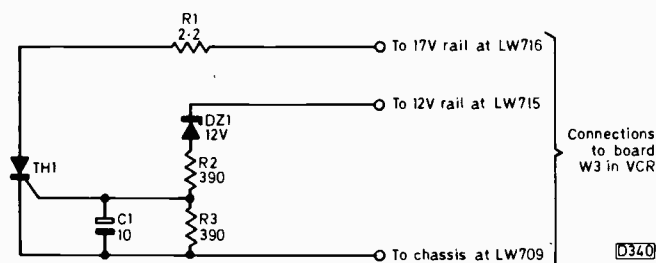 R1
2·2
To 17V rail at LW716
To 12V rail at LW715
DZ1
12V
Connections
to board
W3 in VCR
TH1
R2
390
C1
10
R3
390
To chassis at LW709
D340